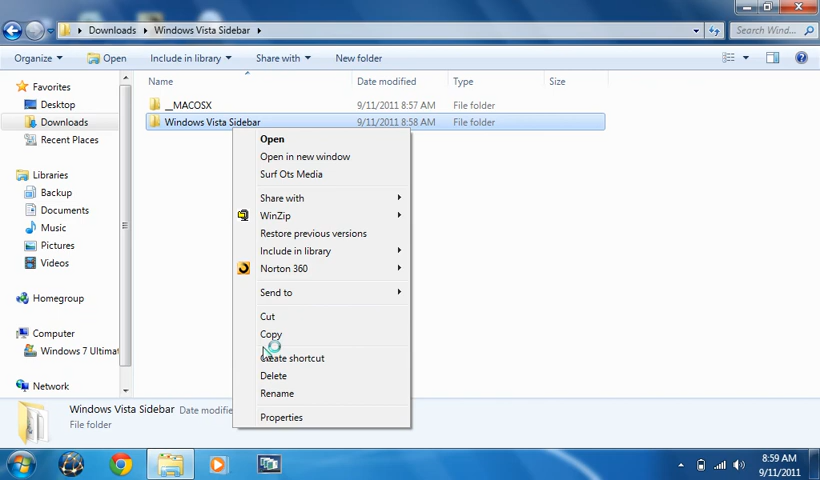 Downloads Windows Vista Sidebar
Search Wind...
Organize Open Include in library Share with New folder
Name Date modified Type Size
Favorites
Desktop
Downloads
Recent Places
Libraries
Backup
Documents
Music
Pictures
Videos
Homegroup
Computer
Windows 7 Ultima
Network
__MACOSX 9/11/2011 8:57 AM File folder
Windows Vista Sidebar 9/11/2011 8:58 AM File folder
Open
Open in new window
Surf Ots Media
Share with
WinZip
Restore previous versions
Include in library
Norton 360
Send to
Cut
Copy
Create shortcut
Delete
Rename
Properties
Windows Vista Sidebar Date modifie
File folder
8:59 AM
9/11/2011